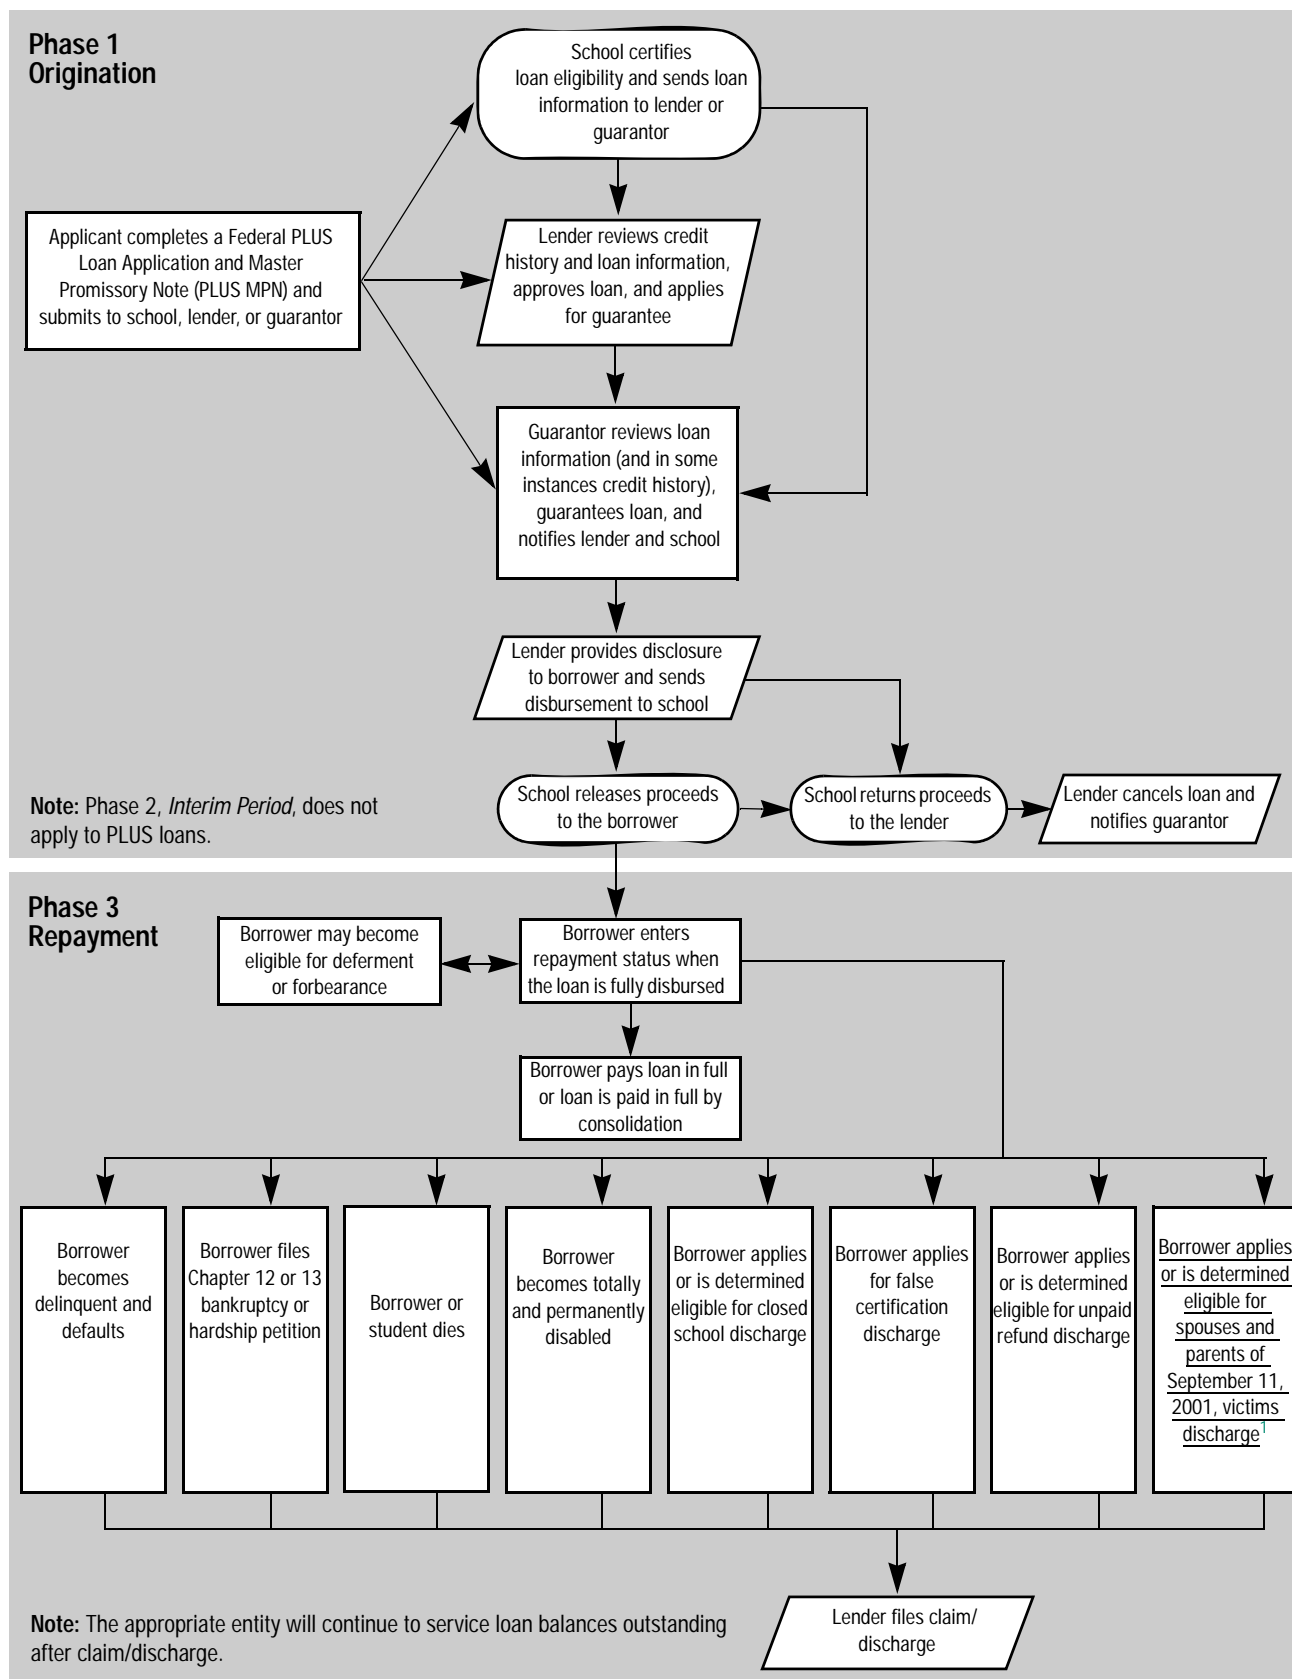 Phase 1
Origination
School certifies
loan eligibility and sends loan
information to lender or
guarantor
Applicant completes a Federal PLUS
Loan Application and Master
Promissory Note (PLUS MPN) and
submits to school, lender, or guarantor
Lender reviews credit
history and loan information,
approves loan, and applies
for guarantee
Guarantor reviews loan
information (and in some
instances credit history),
guarantees loan, and
notifies lender and school
Lender provides disclosure
to borrower and sends
disbursement to school
School releases proceeds
to the borrower
School returns proceeds
to the lender
Lender cancels loan and
notifies guarantor
Note: Phase 2, Interim Period, does not
apply to PLUS loans.
Phase 3
Repayment
Borrower may become
eligible for deferment
or forbearance
Borrower enters
repayment status when
the loan is fully disbursed
Borrower pays loan in full
or loan is paid in full by
consolidation
Borrower
becomes
delinquent and
defaults
Borrower files
Chapter 12 or 13
bankruptcy or
hardship petition
Borrower or
student dies
Borrower
becomes totally
and permanently
disabled
Borrower applies
or is determined
eligible for closed
school discharge
Borrower applies
for false
certification
discharge
Borrower applies
or is determined
eligible for unpaid
refund discharge
Borrower applies
or is determined
eligible for
spouses and
parents of
September 11,
2001, victims
discharge1
Note: The appropriate entity will continue to service loan balances outstanding
after claim/discharge.
Lender files claim/
discharge